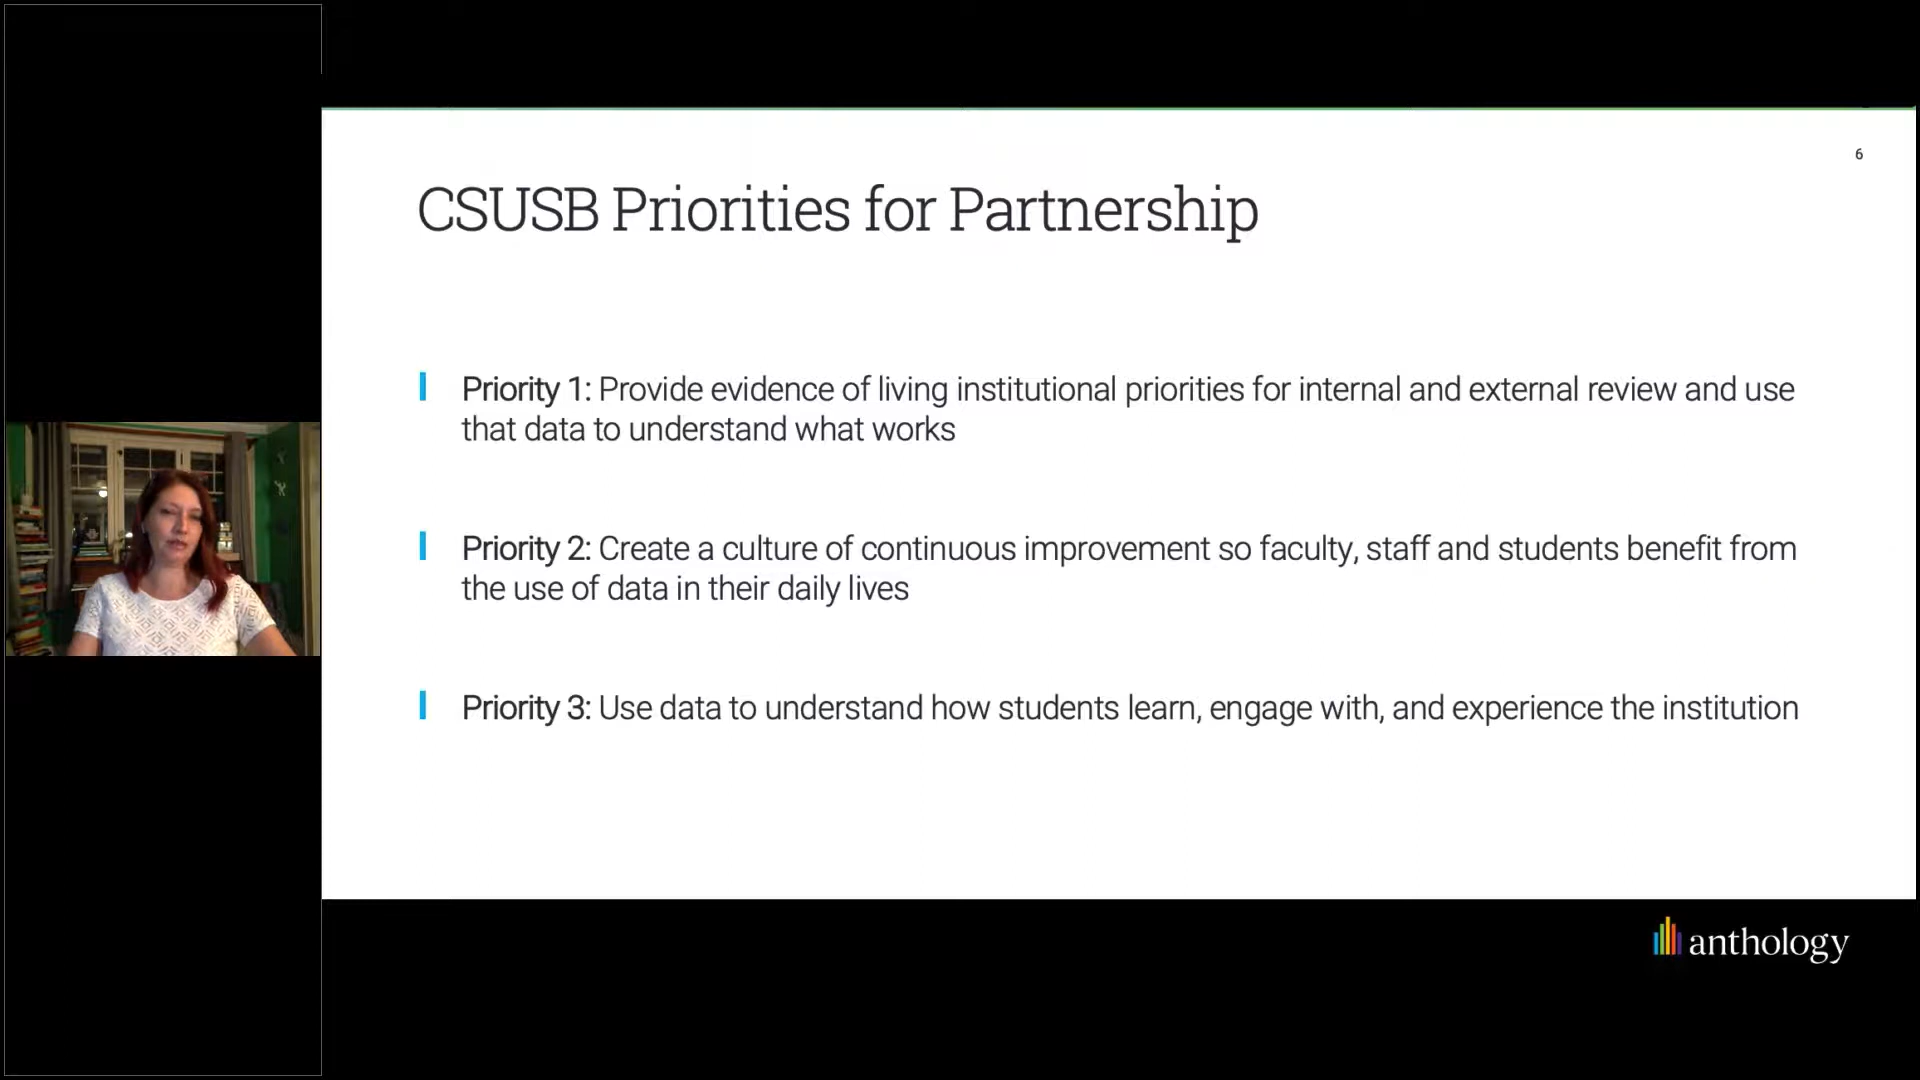 6
CSUSB Priorities for Partnership
Priority 1: Provide evidence of living institutional priorities for internal and external review and use
that data to understand what works
Priority 2: Create a culture of continuous improvement so faculty, staff and students benefit from
the use of data in their daily lives
Priority 3: Use data to understand how students learn, engage with, and experience the institution
anthology